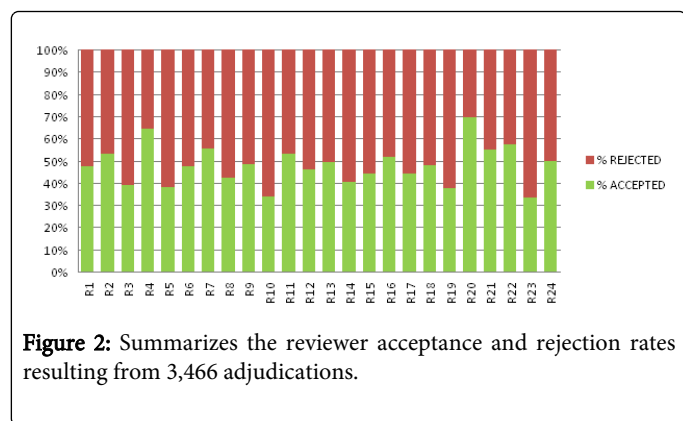 100%
90%
80%
70%
60%
50%
40%
30%
20%
10%
0%
R1 R2 R3 R4 R5 R6 R7 R8 R9 R10 R11 R12 R13 R14 R15 R16 R17 R18 R19 R20 R21 R22 R23 R24
% REJECTED
% ACCEPTED
Figure 2: Summarizes the reviewer acceptance and rejection rates
resulting from 3,466 adjudications.